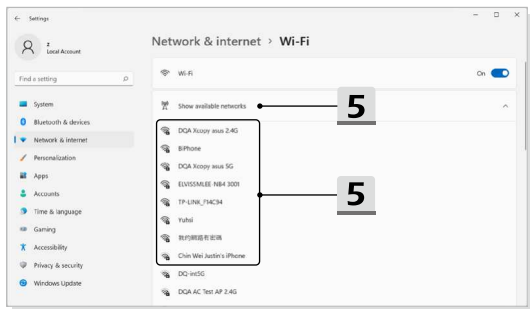 Settings
Network & internet > Wi-Fi
z
Local Account
Find a setting
Wi-Fi
On
System
Show available networks
5
Bluetooth & devices
Network & internet
DQA Xcopy asus 2.4G
Personalization
BiPhone
Apps
DQA Xcopy asus 5G
Accounts
ELVISSMLEE-NB4 3001
5
Time & language
TP-LINK_F14C94
Gaming
Yuhsi
Accessibility
我的網路有密碼
Privacy & security
Chin Wei Justin's iPhone
Windows Update
DQ-int5G
DQA AC Test AP 2.4G